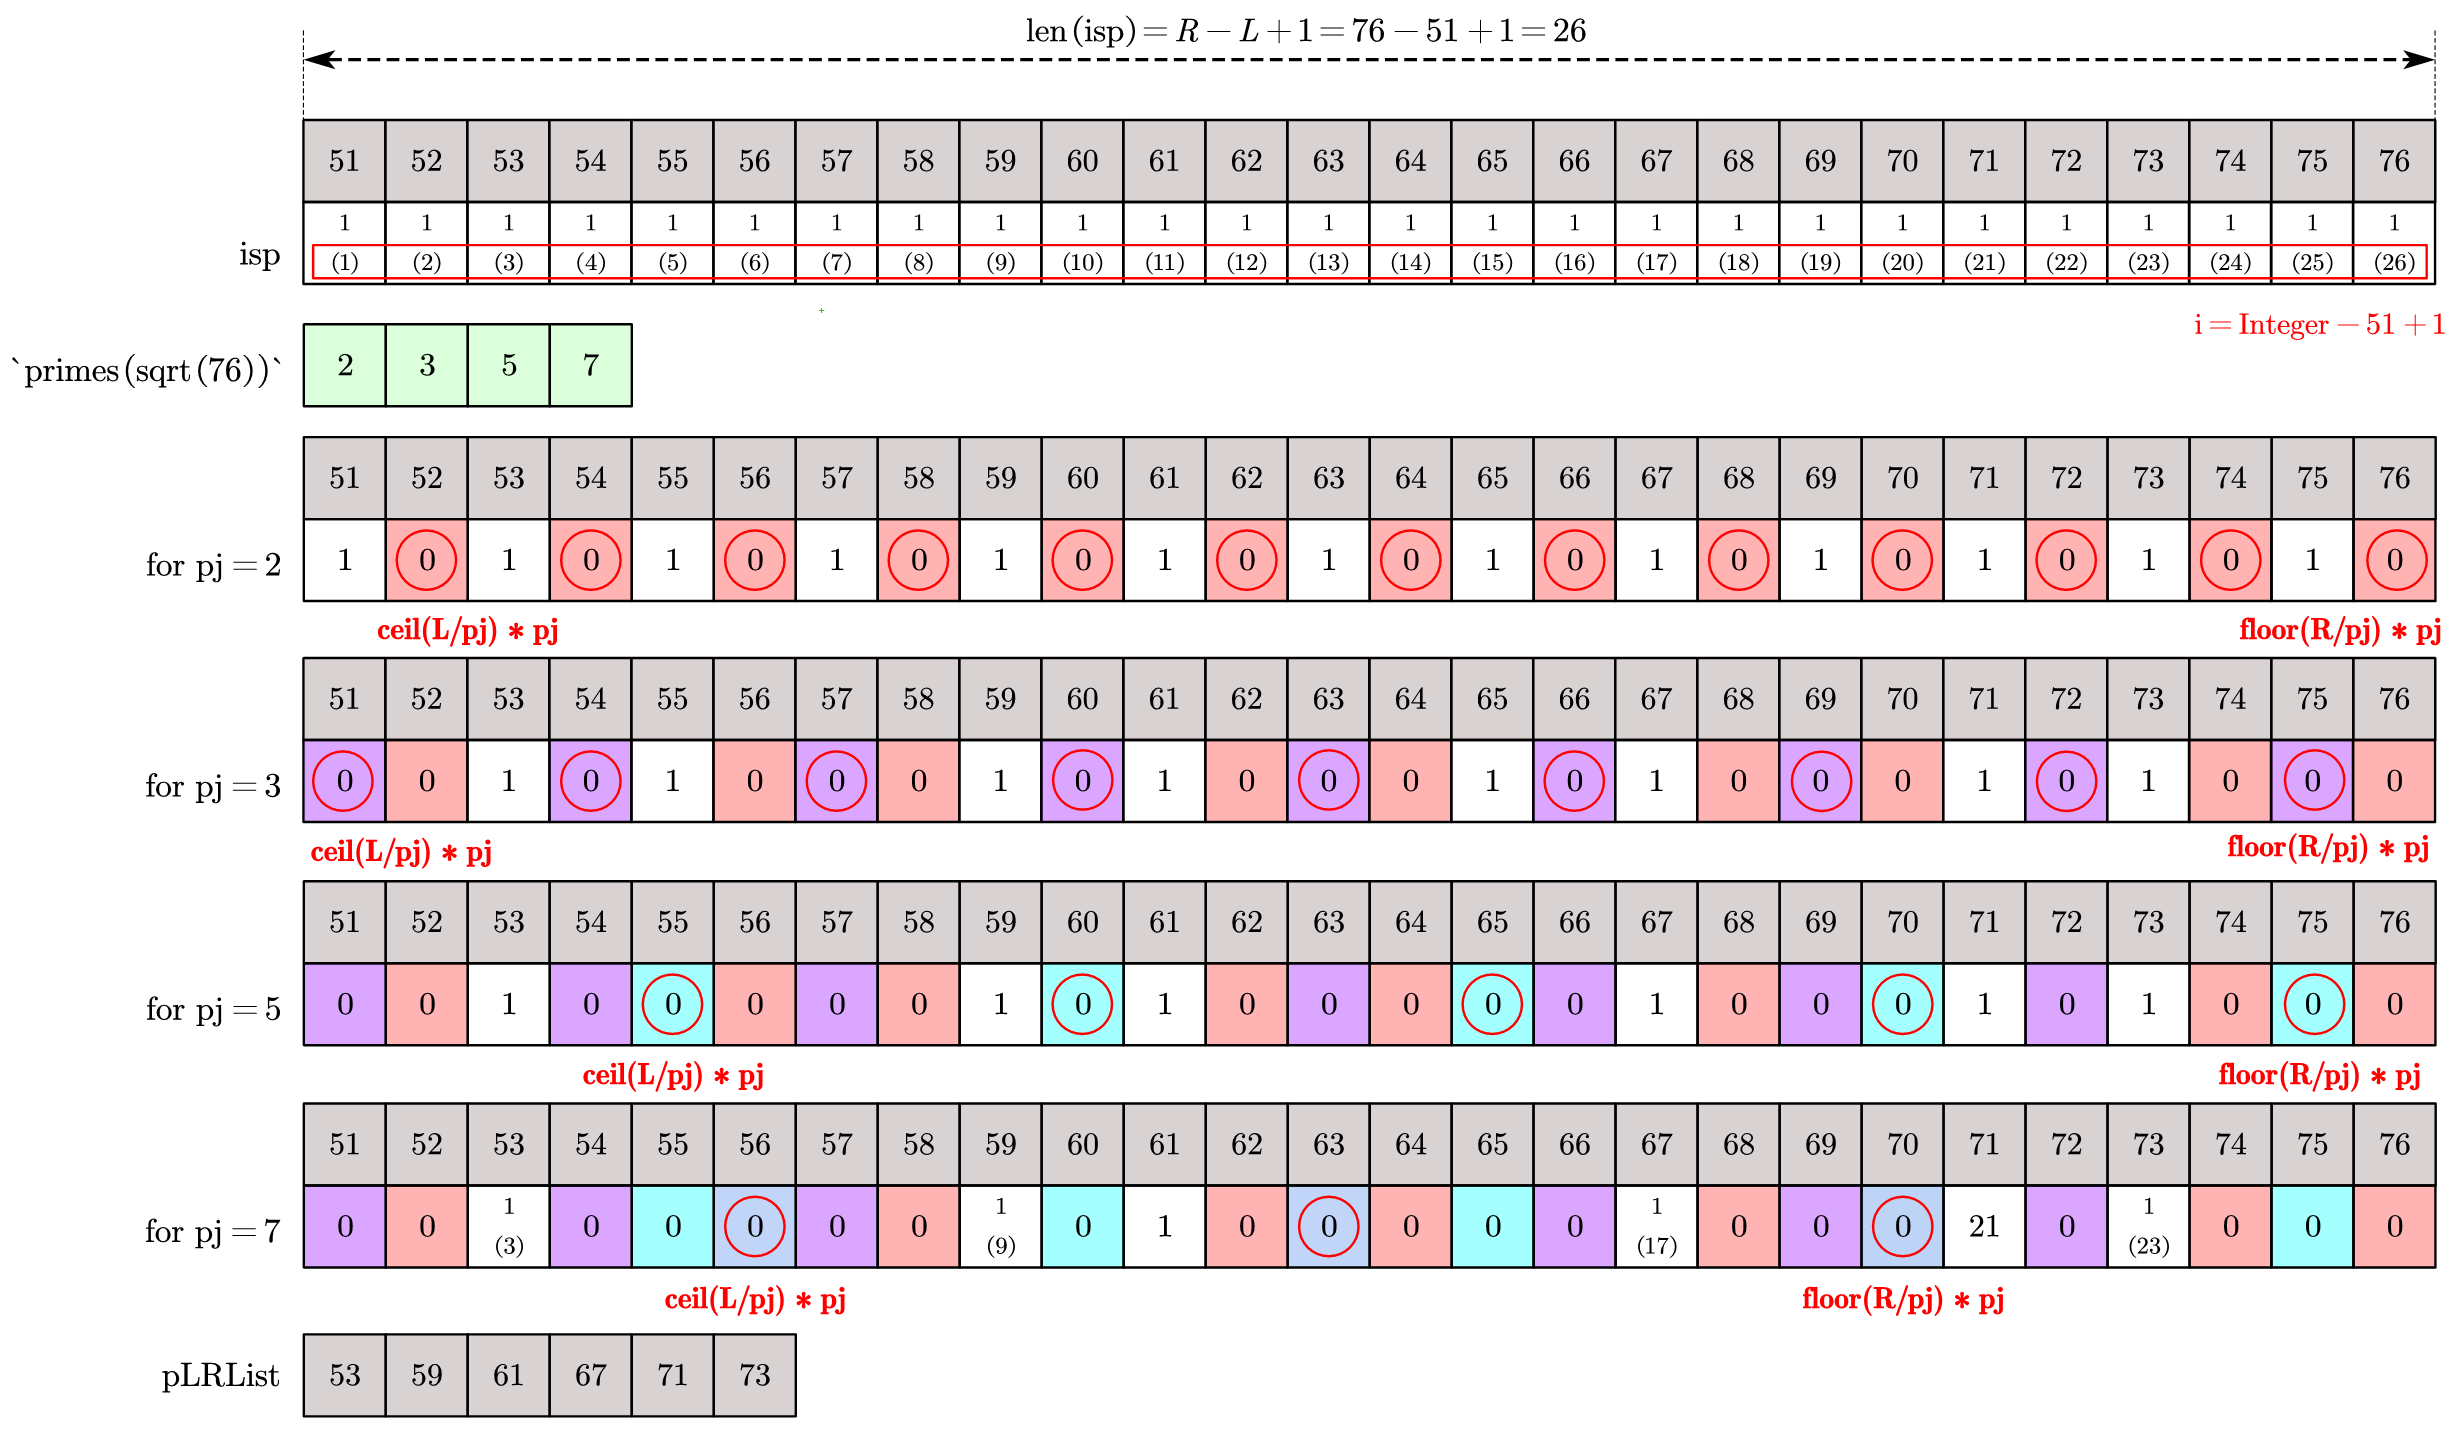 len(isp)=R−L+1=76−51+1=26
51 52 53 54 55 56 57 58 59 60 61 62 63 64 65 66 67 68 69 70 71 72 73 74 75 76
1 1 1 1 1 1 1 1 1 1 1 1 1 1 1 1 1 1 1 1 1 1 1 1 1 1
isp (1) (2) (3) (4) (5) (6) (7) (8) (9) (10) (11) (12) (13) (14) (15) (16) (17) (18) (19) (20) (21) (22) (23) (24) (25) (26)
i=Integer−51+1
`primes(sqrt(76))` 2 3 5 7
51 52 53 54 55 56 57 58 59 60 61 62 63 64 65 66 67 68 69 70 71 72 73 74 75 76
for pj=2 1 0 1 0 1 0 1 0 1 0 1 0 1 0 1 0 1 0 1 0 1 0 1 0 1 0
ceil(L/pj) * pj floor(R/pj) * pj
51 52 53 54 55 56 57 58 59 60 61 62 63 64 65 66 67 68 69 70 71 72 73 74 75 76
for pj=3 0 0 1 0 1 0 0 0 1 0 1 0 0 0 1 0 1 0 0 0 1 0 1 0 0 0
ceil(L/pj) * pj floor(R/pj) * pj
51 52 53 54 55 56 57 58 59 60 61 62 63 64 65 66 67 68 69 70 71 72 73 74 75 76
for pj=5 0 0 1 0 0 0 0 0 1 0 1 0 0 0 0 0 1 0 0 0 1 0 1 0 0 0
ceil(L/pj) * pj floor(R/pj) * pj
51 52 53 54 55 56 57 58 59 60 61 62 63 64 65 66 67 68 69 70 71 72 73 74 75 76
for pj=7 0 0 1 (3) 0 0 0 0 0 1 (9) 0 1 0 0 0 0 0 1 (17) 0 0 0 21 0 1 (23) 0 0 0
ceil(L/pj) * pj floor(R/pj) * pj
pLRList 53 59 61 67 71 73